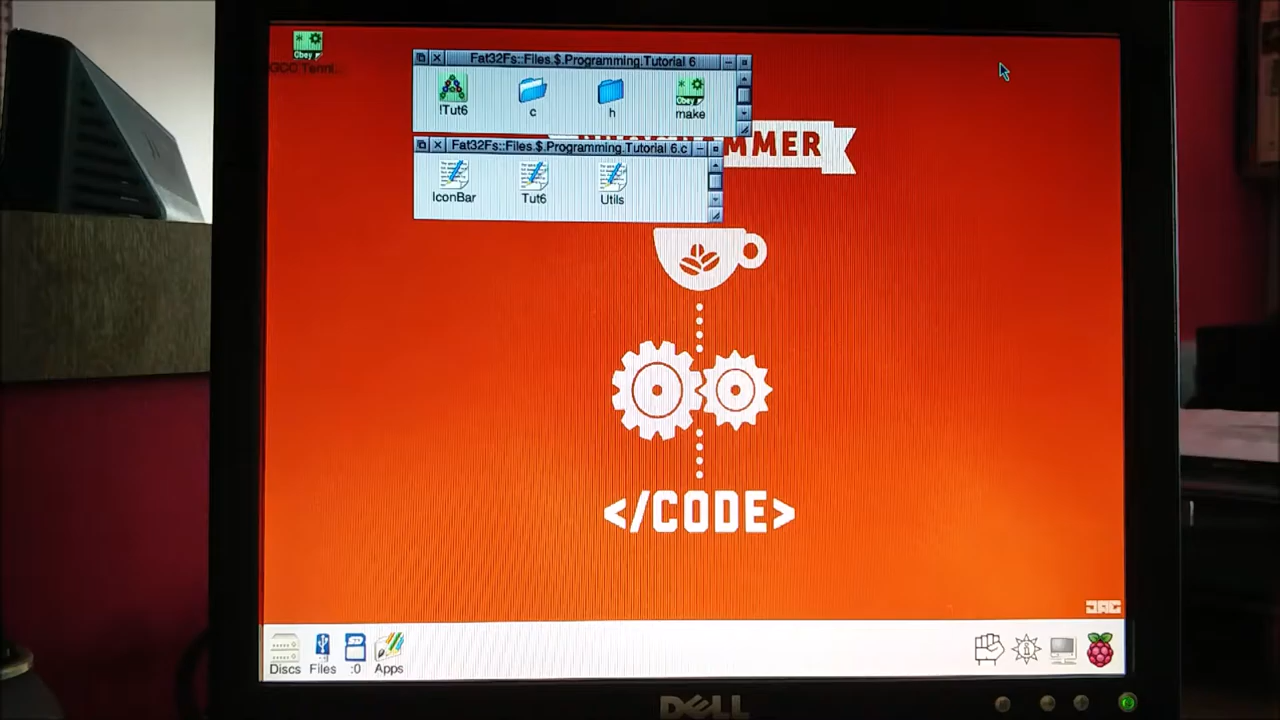 Obey
GCC Termi...
Fat32Fs::Files.$.Programming.Tutorial 6
Obey
!Tut6
c
h
make
MMER
Fat32Fs::Files.$.Programming.Tutorial 6.c
IconBar
Tut6
Utils
</CODE>
JAG
Discs
Files
:0
Apps
DELL